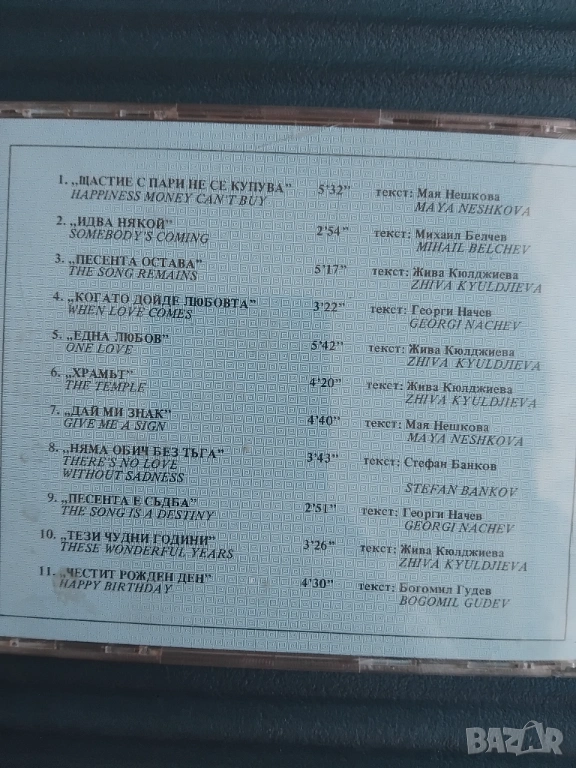 1. „ЩАСТИЕ С ПАРИ НЕ СЕ КУПУВА” 5'32” текст: Мая Нешкова
HAPPINESS MONEY CAN'T BUY MAYA NESHKOVA
2. „ИДВА НЯКОЙ” 2'54” текст: Михаил Белчев
SOMEBODY'S COMING MIHAIL BELCHEV
3. „ПЕСЕНТА ОСТАВА” 5'17” текст: Жива Кюлджиева
THE SONG REMAINS ZHIVA KYULDJIEVA
4. „КОГАТО ДОЙДЕ ЛЮБОВТА” 3'22” текст: Георги Начев
WHEN LOVE COMES GEORGI NACHEV
5. „ЕДНА ЛЮБОВ” 5'42” текст: Жива Кюлджиева
ONE LOVE ZHIVA KYULDJIEVA
6. „ХРАМЪТ” 4'20” текст: Жива Кюлджиева
THE TEMPLE ZHIVA KYULDJIEVA
7. „ДАЙ МИ ЗНАК” 4'40” текст: Мая Нешкова
GIVE ME A SIGN MAYA NESHKOVA
8. „НЯМА ОБИЧ БЕЗ ТЪГА” 3'43” текст: Стефан Банков
THERE'S NO LOVE
WITHOUT SADNESS STEFAN BANKOV
9. „ПЕСЕНТА Е СЪДБА” 2'51” текст: Георги Начев
THE SONG IS A DESTINY GEORGI NACHEV
10. „ТЕЗИ ЧУДНИ ГОДИНИ” 3'26” текст: Жива Кюлджиева
THESE WONDERFUL YEARS ZHIVA KYULDJIEVA
11. „ЧЕСТИТ РОЖДЕН ДЕН” 4'30” текст: Богомил Гудев
HAPPY BIRTHDAY BOGOMIL GUDEV
BAZAR